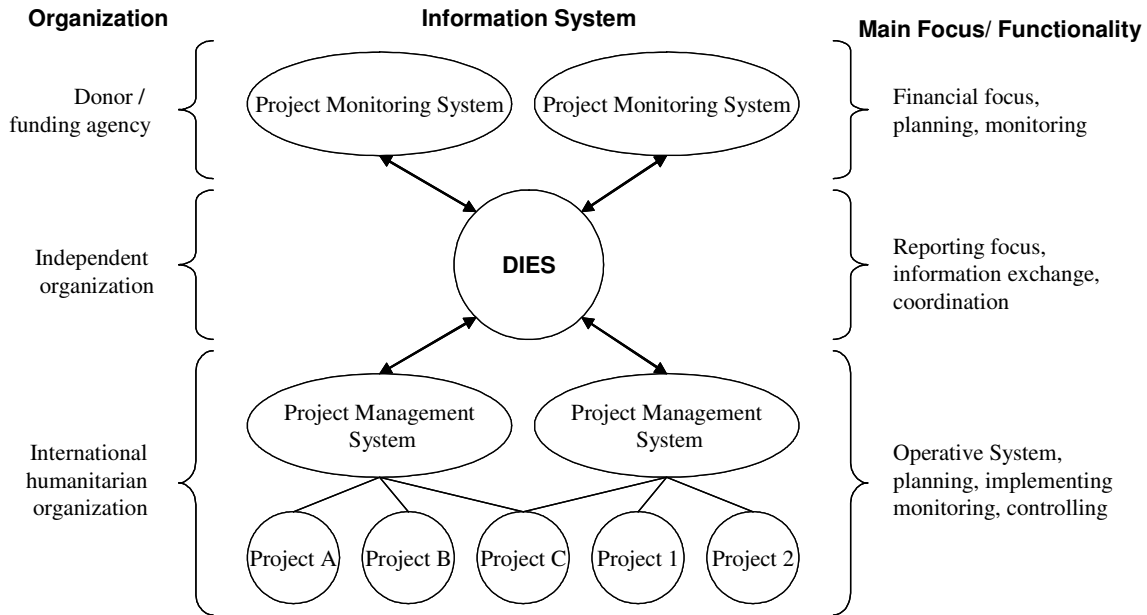 Organization
Information System
Main Focus/ Functionality
Donor /
funding agency
Project Monitoring System
Project Monitoring System
Financial focus,
planning, monitoring
Independent
organization
DIES
Reporting focus,
information exchange,
coordination
International
humanitarian
organization
Project Management
System
Project Management
System
Operative System,
planning, implementing
monitoring, controlling
Project A
Project B
Project C
Project 1
Project 2